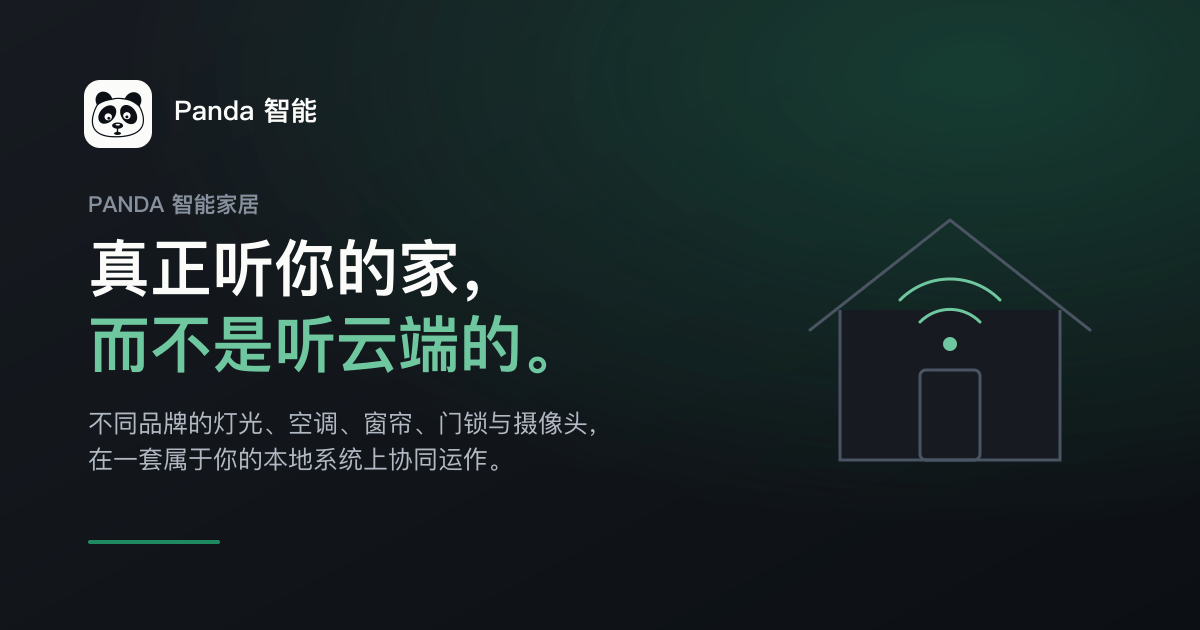 Panda 智能
PANDA 智能家居
真正听你的家，
而不是听云端的。
不同品牌的灯光、空调、窗帘、门锁与摄像头，
在一套属于你的本地系统上协同运作。